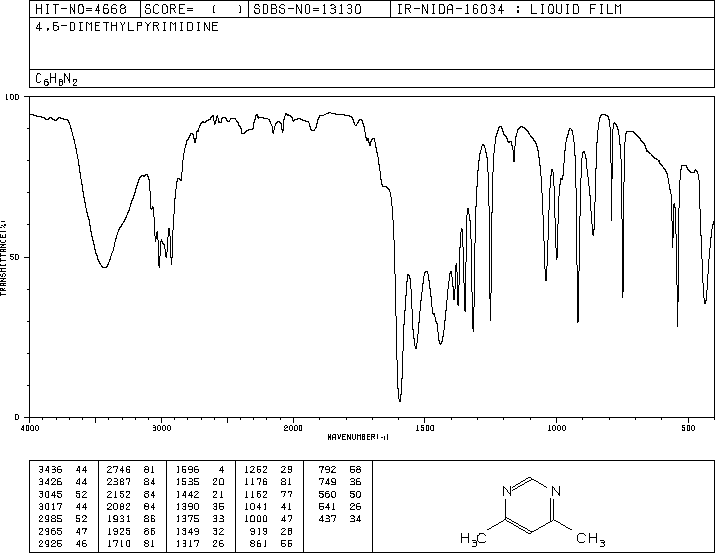 HIT-NO=4668 SCORE= ( ) SDBS-NO=13130 IR-NIDA-16034 : LIQUID FILM
4,6-DIMETHYLPYRIMIDINE
C6H8N2
100
50
0
TRANSMITTANCE(%)
4000 3000 2000 1500 1000 500
WAVENUMBER(-1)
3436 44 2746 81 1596 4 1252 29 792 58
3426 44 2387 84 1535 20 1176 81 749 36
3045 52 2152 84 1442 21 1162 77 560 50
3017 44 2082 84 1390 35 1041 41 541 26
2985 52 1931 86 1375 33 1000 47 437 34
2965 47 1925 86 1349 32 919 28
2926 46 1710 81 1317 26 861 55
N N
H3C CH3